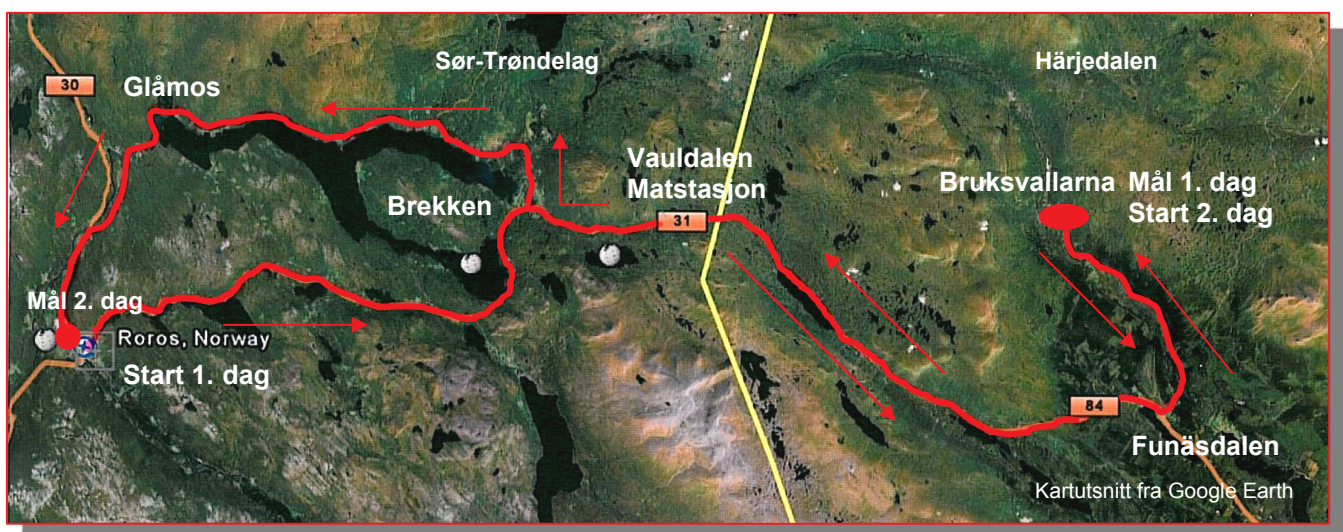 Sør-Trøndelag
Härjedalen
30
Glåmos
Vauldalen
Matstasjon
Bruksvallarna
Mål 1. dag
Start 2. dag
Brekken
31
Mål 2. dag
Roros, Norway
Start 1. dag
84
Funäsdalen
Kartutsnitt fra Google Earth